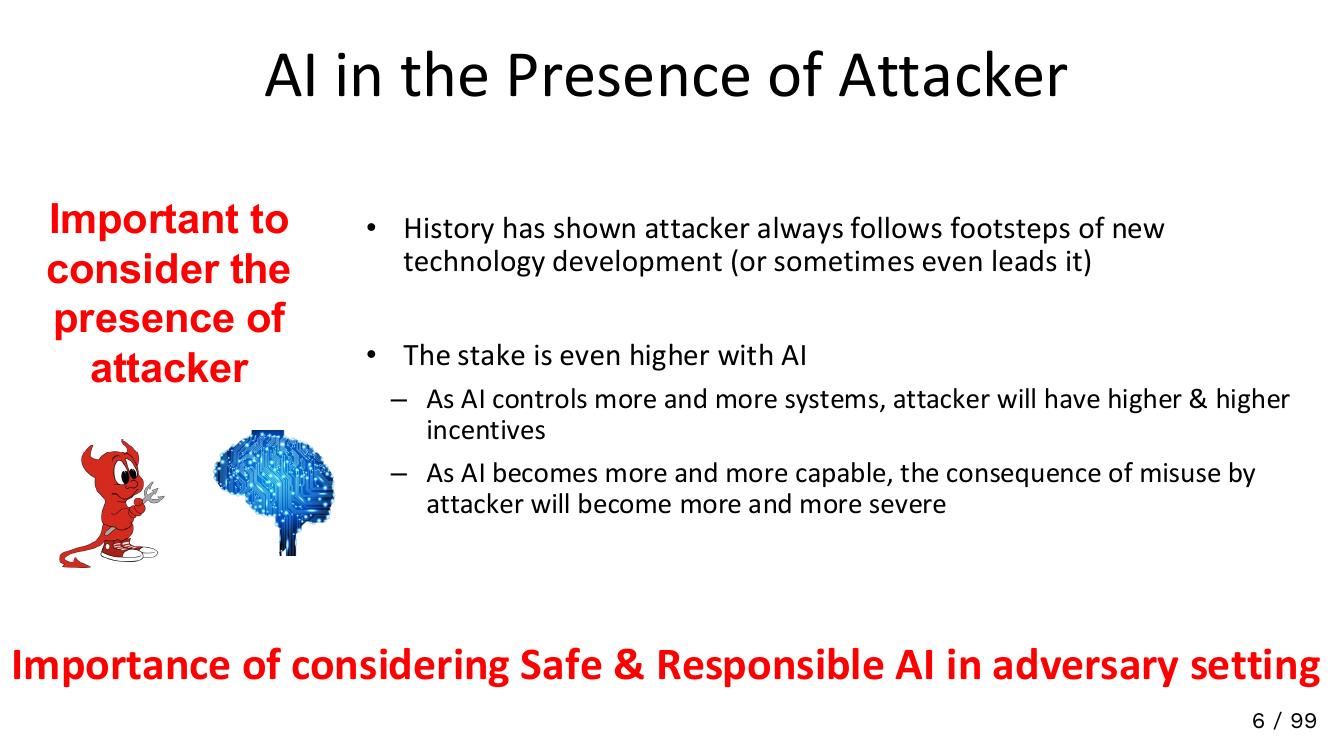 AI in the Presence of Attacker
Important to
consider the
presence of
attacker
• History has shown attacker always follows footsteps of new
technology development (or sometimes even leads it)
• The stake is even higher with AI
– As AI controls more and more systems, attacker will have higher & higher
incentives
– As AI becomes more and more capable, the consequence of misuse by
attacker will become more and more severe
Importance of considering Safe & Responsible AI in adversary setting
6 / 99